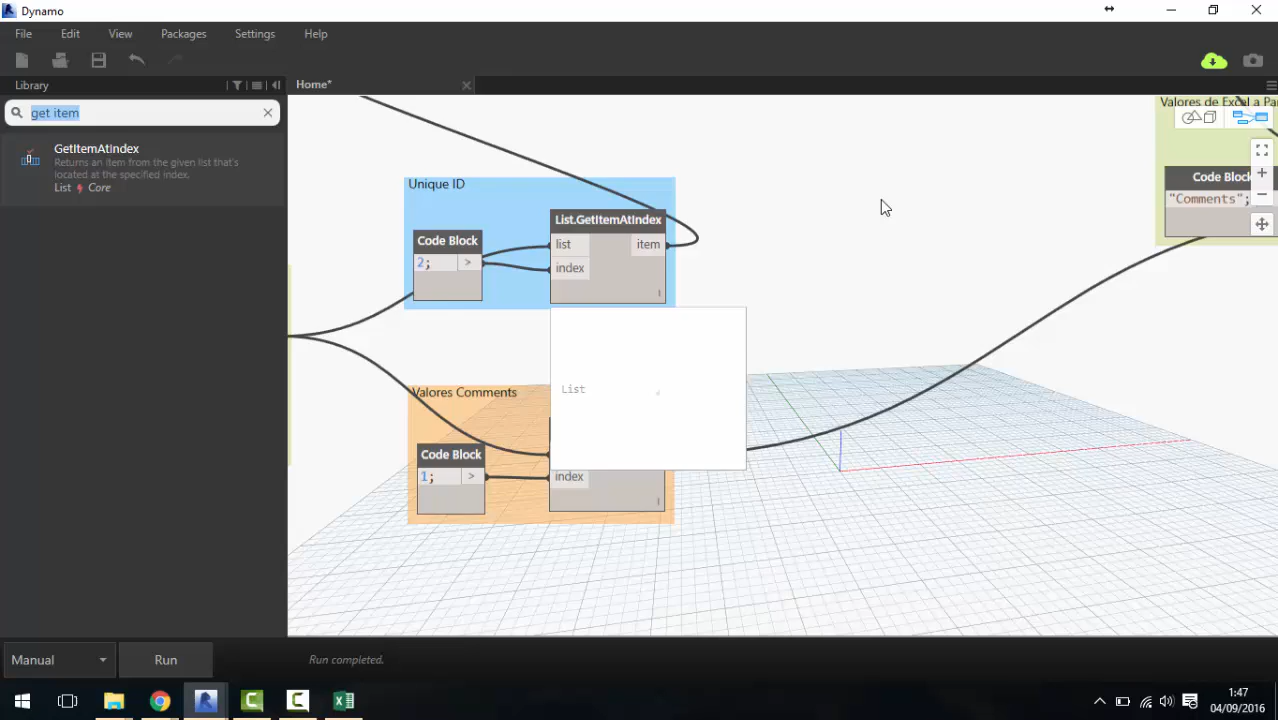 Dynamo
File Edit View Packages Settings Help
Library
Home*
get item
GetItemAtIndex
Returns an item from the given list that's
located at the specified index.
List Core
Valores de Excel a Pa
Code Block
"Comments";
Unique ID
List.GetItemAtIndex
Code Block
list item
2; >
index
l
List
Valores Comments
Code Block
1; >
index
l
Manual
Run
Run completed.
1:47
04/09/2016